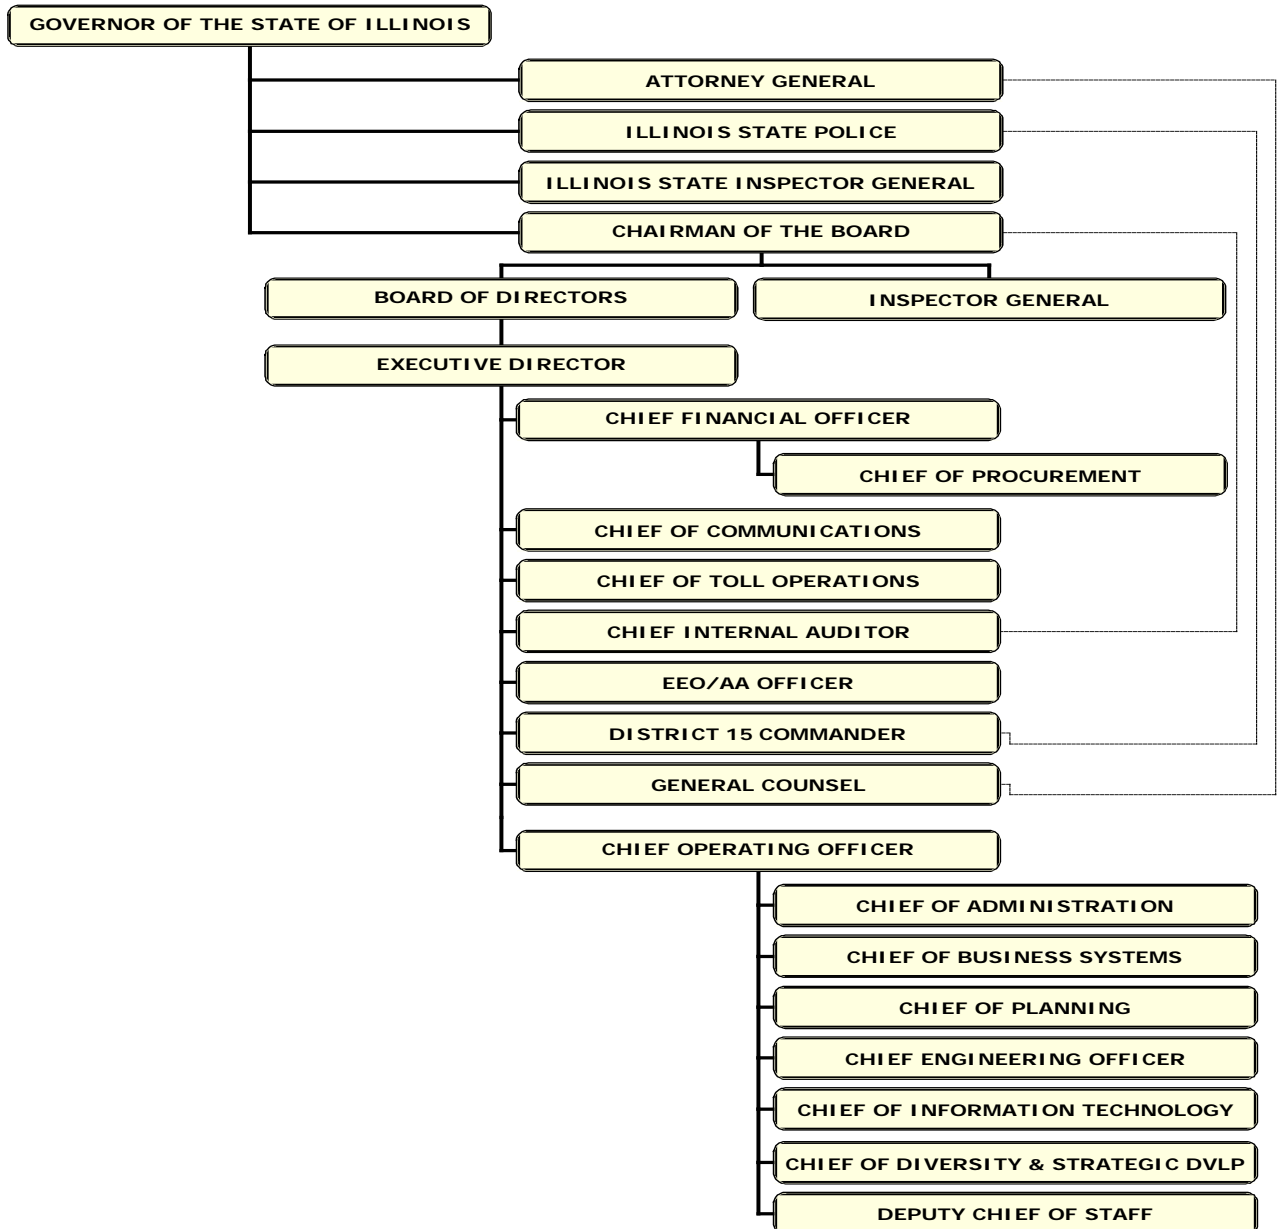 GOVERNOR OF THE STATE OF ILLINOIS
ATTORNEY GENERAL
ILLINOIS STATE POLICE
ILLINOIS STATE INSPECTOR GENERAL
CHAIRMAN OF THE BOARD
BOARD OF DIRECTORS
INSPECTOR GENERAL
EXECUTIVE DIRECTOR
CHIEF FINANCIAL OFFICER
CHIEF OF PROCUREMENT
CHIEF OF COMMUNICATIONS
CHIEF OF TOLL OPERATIONS
CHIEF INTERNAL AUDITOR
EEO/AA OFFICER
DISTRICT 15 COMMANDER
GENERAL COUNSEL
CHIEF OPERATING OFFICER
CHIEF OF ADMINISTRATION
CHIEF OF BUSINESS SYSTEMS
CHIEF OF PLANNING
CHIEF ENGINEERING OFFICER
CHIEF OF INFORMATION TECHNOLOGY
CHIEF OF DIVERSITY & STRATEGIC DVLP
DEPUTY CHIEF OF STAFF